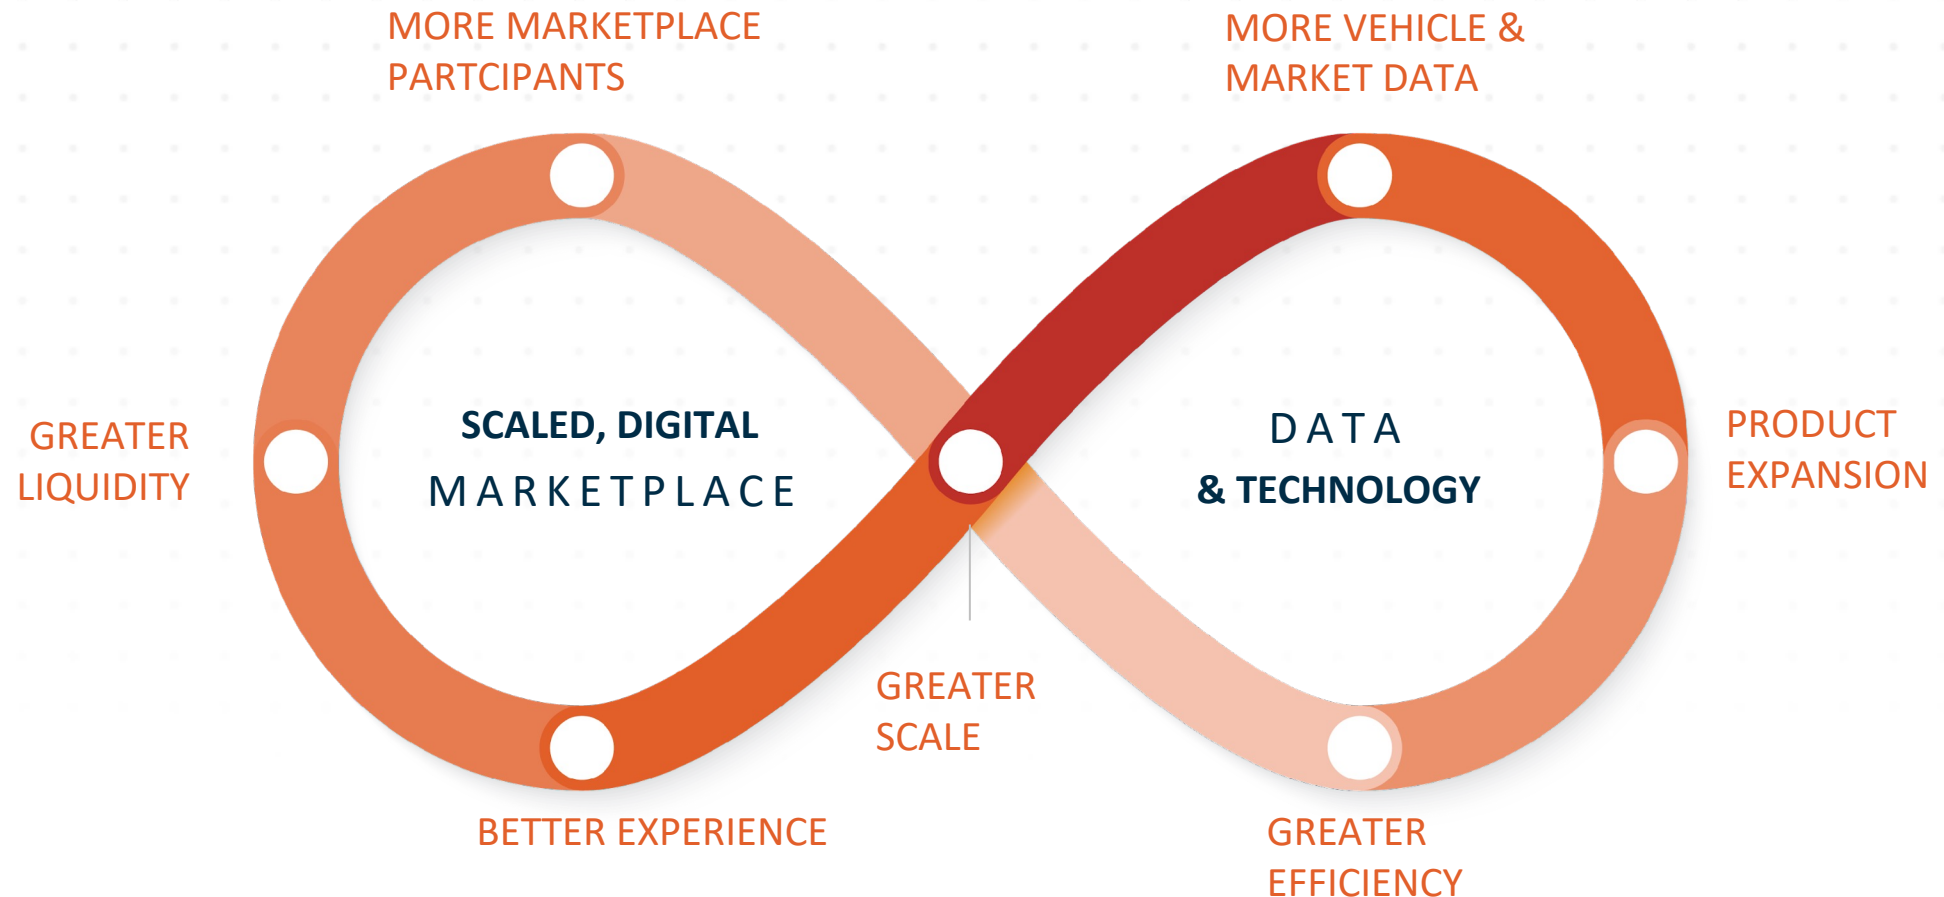 MORE MARKETPLACE
PARTCIPANTS
MORE VEHICLE &
MARKET DATA
GREATER
LIQUIDITY
SCALED, DIGITAL
MARKETPLACE
DATA
& TECHNOLOGY
PRODUCT
EXPANSION
GREATER
SCALE
BETTER EXPERIENCE
GREATER
EFFICIENCY